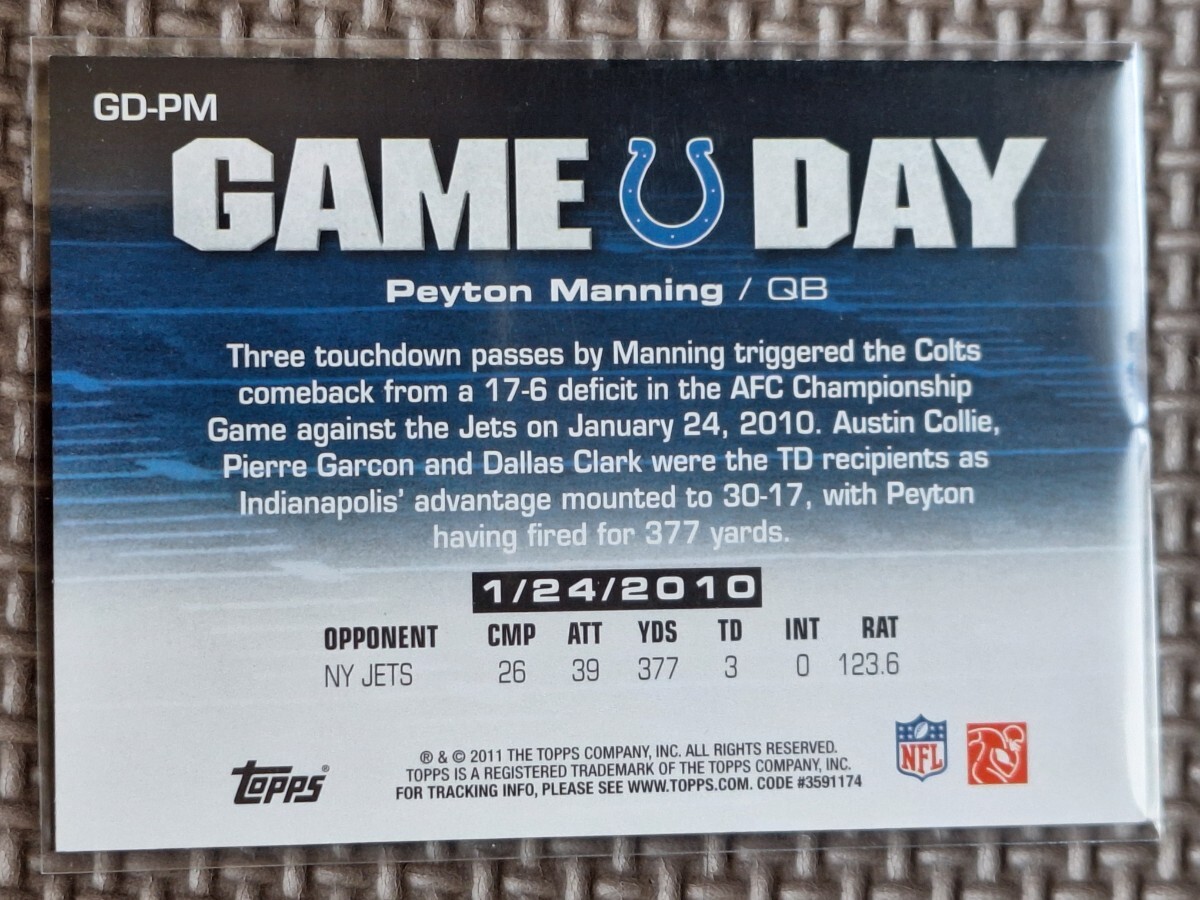 GD-PM
GAME DAY
Peyton Manning / QB
Three touchdown passes by Manning triggered the Colts
comeback from a 17-6 deficit in the AFC Championship
Game against the Jets on January 24, 2010. Austin Collie,
Pierre Garcon and Dallas Clark were the TD recipients as
Indianapolis' advantage mounted to 30-17, with Peyton
having fired for 377 yards.
1/24/2010
OPPONENT CMP ATT YDS TD INT RAT
NY JETS 26 39 377 3 0 123.6
topps®
® & © 2011 THE TOPPS COMPANY, INC. ALL RIGHTS RESERVED.
TOPPS IS A REGISTERED TRADEMARK OF THE TOPPS COMPANY, INC.
FOR TRACKING INFO, PLEASE SEE WWW.TOPPS.COM. CODE #3591174
NFL